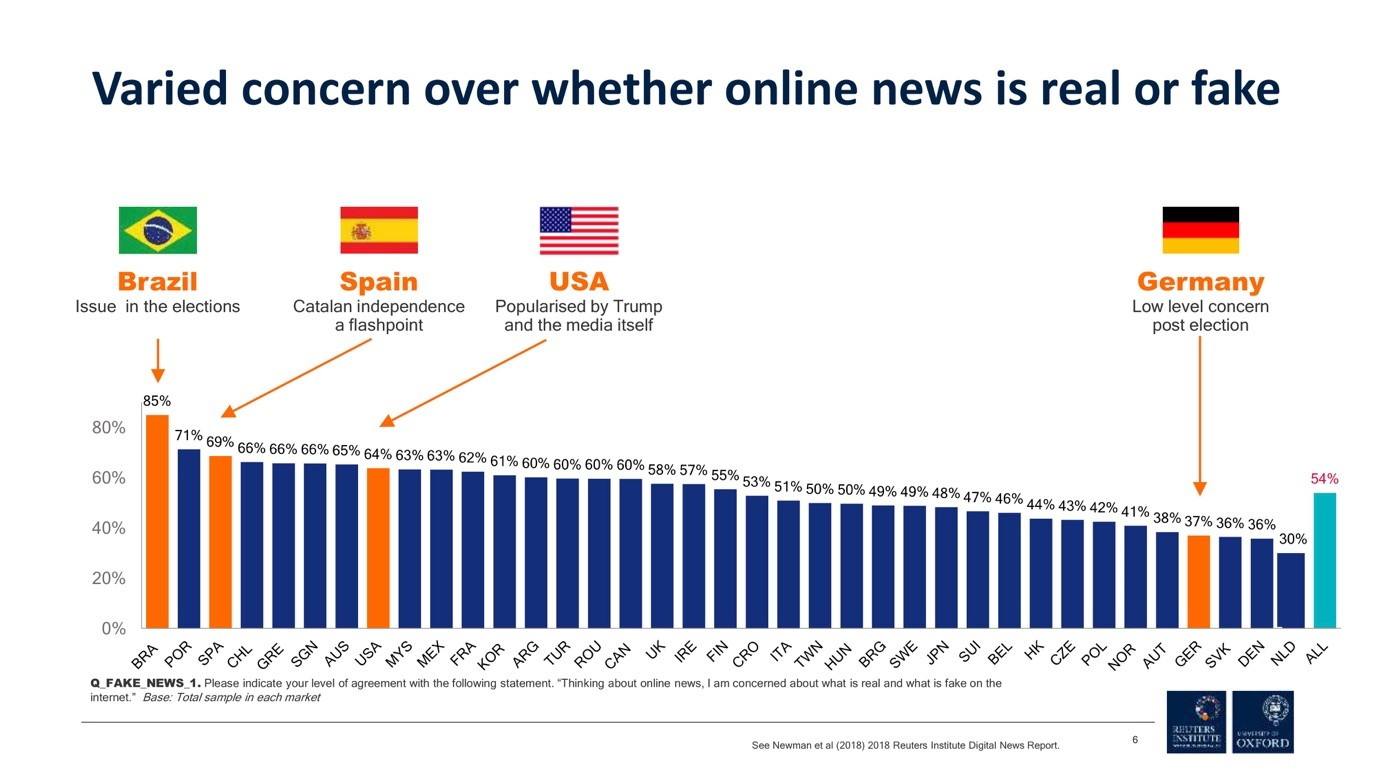 Varied concern over whether online news is real or fake
Brazil
Issue in the elections
Spain
Catalan independence
a flashpoint
USA
Popularised by Trump
and the media itself
Germany
Low level concern
post election
80%
60%
40%
20%
0%
85% 71% 69% 66% 66% 66% 65% 64% 63% 63% 62% 61% 60% 60% 60% 60% 58% 57% 55% 53% 51% 50% 50% 49% 49% 48% 47% 46% 44% 43% 42% 41% 38% 37% 36% 36% 30% 54%
BRA POR SPA CHL GRE SGN AUS USA MYS MEX FRA KOR ARG TUR ROU CAN UK IRE FIN CRO ITA TWN HUN BRG SWE JPN SUI BEL HK CZE POL NOR AUT GER SVK DEN NLD ALL
Q_FAKE_NEWS_1. Please indicate your level of agreement with the following statement. “Thinking about online news, I am concerned about what is real and what is fake on the
internet.” Base: Total sample in each market
See Newman et al (2018) 2018 Reuters Institute Digital News Report.
6
REUTERS
INSTITUTE
UNIVERSITY OF
OXFORD